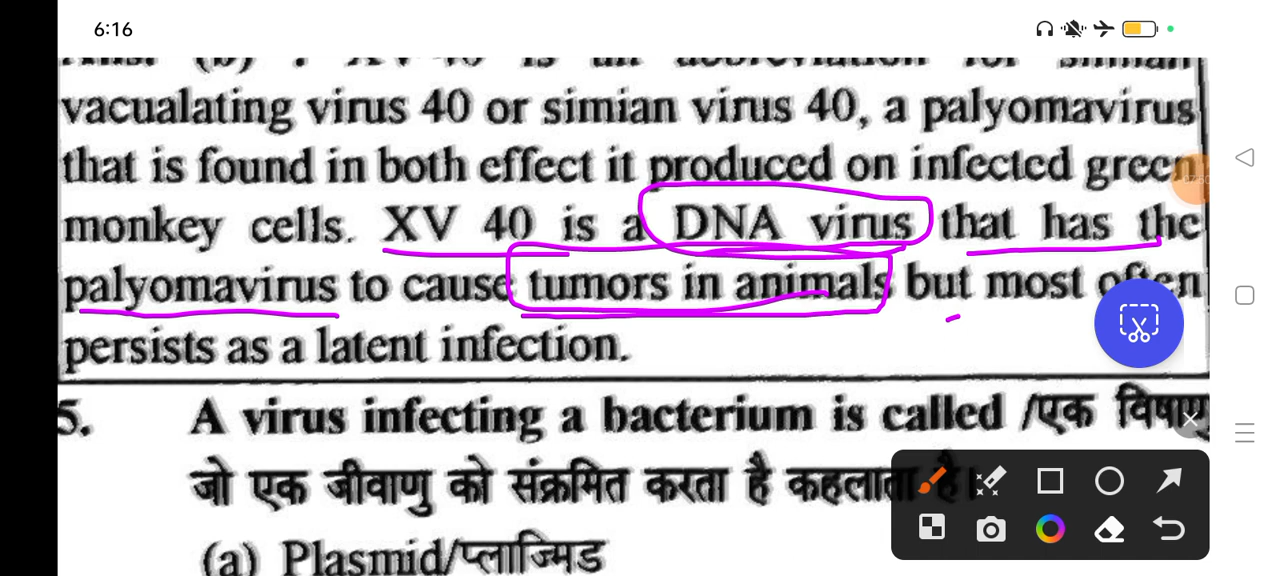 6:16
vacualating virus 40 or simian virus 40, a palyomavirus
that is found in both effect it produced on infected green
monkey cells. XV 40 is a DNA virus that has the
palyomavirus to cause tumors in animals but most often
persists as a latent infection.
5. A virus infecting a bacterium is called /एक विषाणु
जो एक जीवाणु को संक्रमित करता है कहलाता है।
(a) Plasmid/प्लाज्मिड